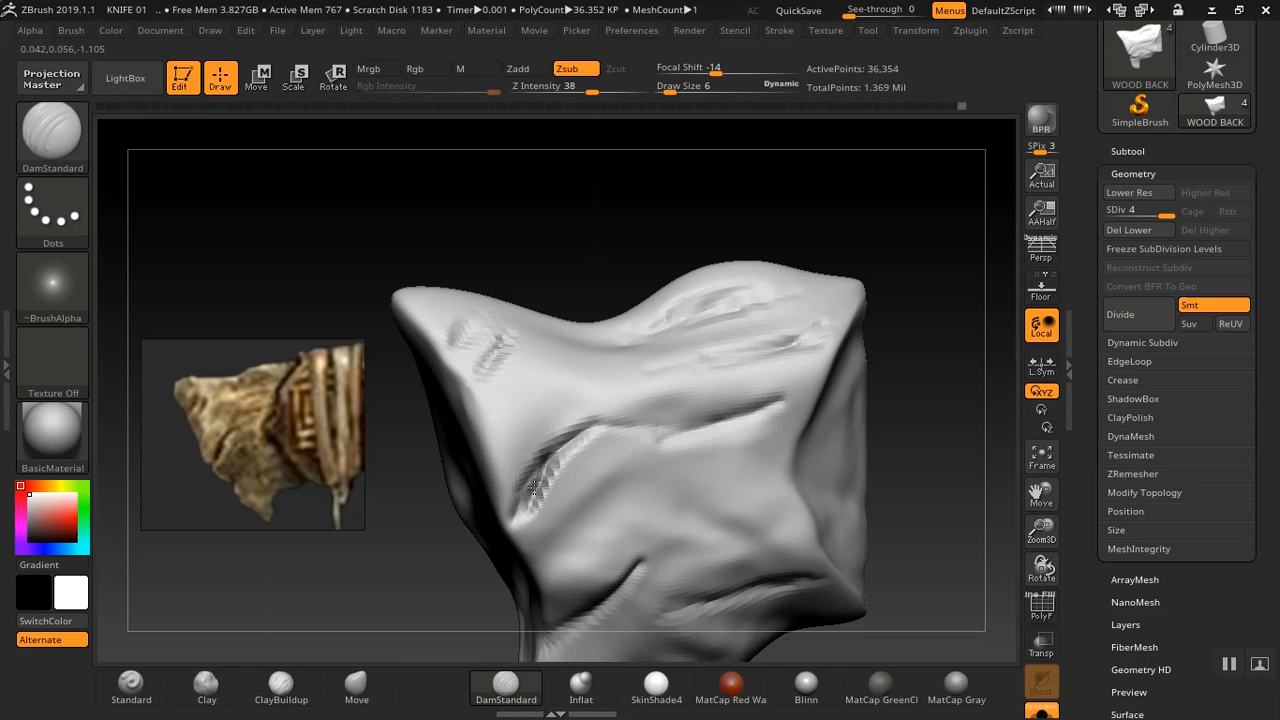 ZBrush 2019.1.1 KNIFE 01 .. • Free Mem 3.827GB • Active Mem 767 • Scratch Disk 1183 • Timer▶0.001 • PolyCount▶36.352 KP • MeshCount▶1 AC QuickSave See-through 0 Menus DefaultZScript
Alpha Brush Color Document Draw Edit File Layer Light Macro Marker Material Movie Picker Preferences Render Stencil Stroke Texture Tool Transform Zplugin Zscript
0.042,0.056,-1.105
Projection Master LightBox Edit Draw Move Scale Rotate
Mrgb Rgb M Zadd Zsub Zcut Focal Shift -14 ActivePoints: 36,354
Rgb Intensity Z Intensity 38 Draw Size 6 Dynamic TotalPoints: 1.369 Mil
DamStandard
Dots
~BrushAlpha
Texture Off
BasicMaterial
Gradient
SwitchColor
Alternate
BPR
SPix 3
Actual
AAHalf
Dynamic
Persp
Floor
Local
L.Sym
XYZ
Frame
Move
Zoom3D
Rotate
Line Fill
PolyF
Transp
Ghost
4
Cylinder3D
WOOD BACK PolyMesh3D
4
SimpleBrush WOOD BACK
Subtool
Geometry
Lower Res Higher Res
SDiv 4 Cage Rstr
Del Lower Del Higher
Freeze SubDivision Levels
Reconstruct Subdiv
Convert BPR To Geo
Divide Smt
Suv ReUV
Dynamic Subdiv
EdgeLoop
Crease
ShadowBox
ClayPolish
DynaMesh
Tessimate
ZRemesher
Modify Topology
Position
Size
MeshIntegrity
ArrayMesh
NanoMesh
Layers
FiberMesh
Geometry HD
Preview
Surface
Standard Clay ClayBuildup Move DamStandard Inflat SkinShade4 MatCap Red Wa MatCap GreenCl MatCap Gray
Blinn